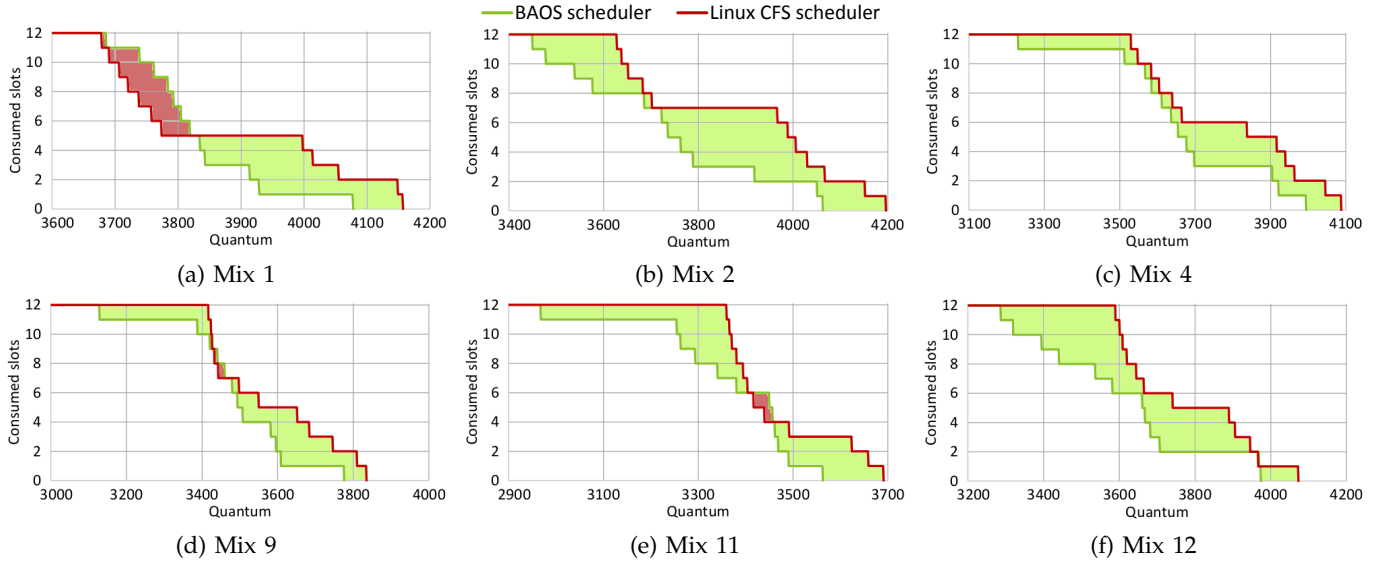 BAOS scheduler Linux CFS scheduler
Consumed slots
12
10
8
6
4
2
0
3600 3700 3800 3900 4000 4100 4200
Quantum
(a) Mix 1
Consumed slots
12
10
8
6
4
2
0
3400 3600 3800 4000 4200
Quantum
(b) Mix 2
Consumed slots
12
10
8
6
4
2
0
3100 3300 3500 3700 3900 4100
Quantum
(c) Mix 4
Consumed slots
12
10
8
6
4
2
0
3000 3200 3400 3600 3800 4000
Quantum
(d) Mix 9
Consumed slots
12
10
8
6
4
2
0
2900 3100 3300 3500 3700
Quantum
(e) Mix 11
Consumed slots
12
10
8
6
4
2
0
3200 3400 3600 3800 4000 4200
Quantum
(f) Mix 12